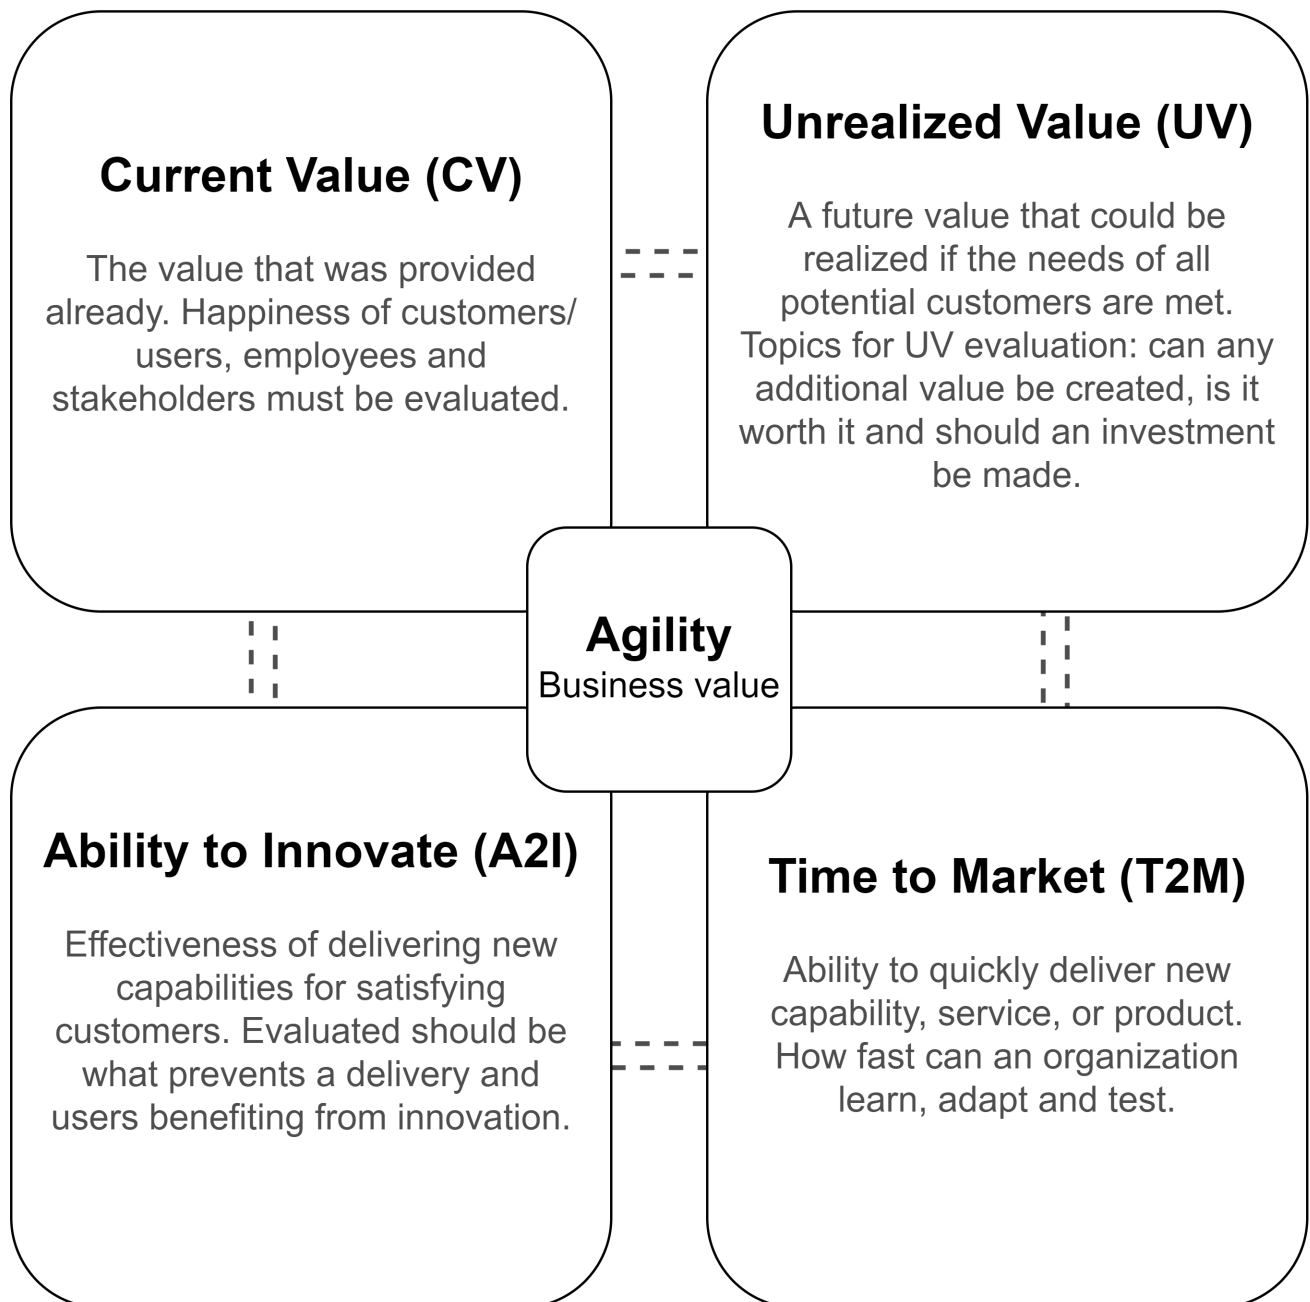 Current Value (CV)
The value that was provided
already. Happiness of customers/
users, employees and
stakeholders must be evaluated.
Unrealized Value (UV)
A future value that could be
realized if the needs of all
potential customers are met.
Topics for UV evaluation: can any
additional value be created, is it
worth it and should an investment
be made.
Agility
Business value
Ability to Innovate (A2I)
Effectiveness of delivering new
capabilities for satisfying
customers. Evaluated should be
what prevents a delivery and
users benefiting from innovation.
Time to Market (T2M)
Ability to quickly deliver new
capability, service, or product.
How fast can an organization
learn, adapt and test.